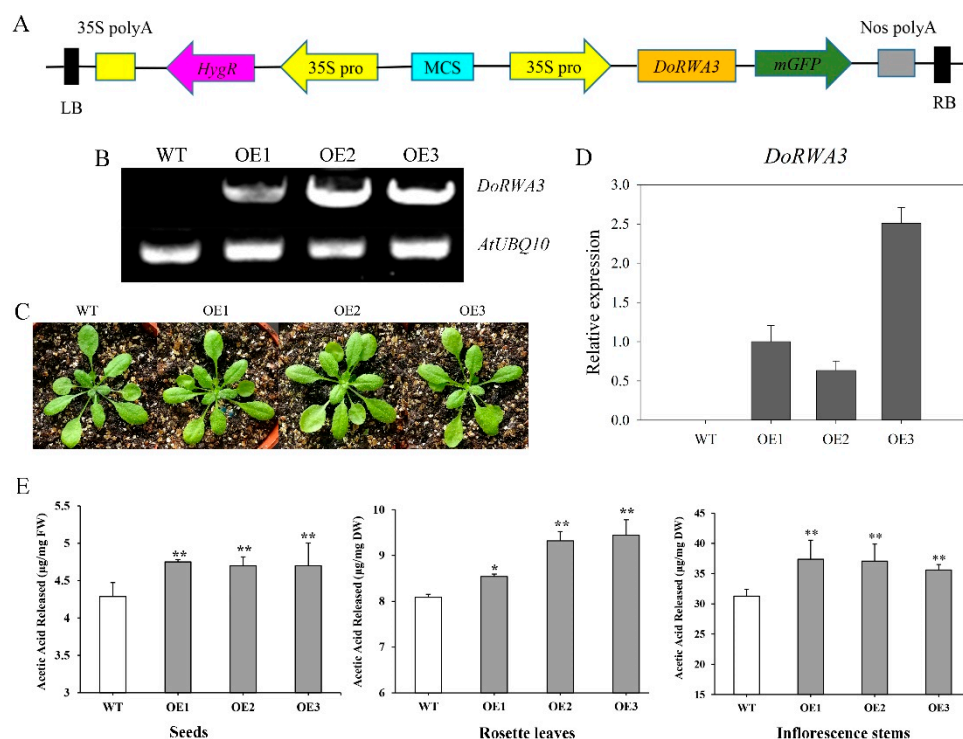 A
35S polyA
Nos polyA
HygR
35S pro
MCS
35S pro
DoRWA3
mGFP
LB
RB
B
WT OE1 OE2 OE3
DoRWA3
AtUBQ10
C
WT OE1 OE2 OE3
D
DoRWA3
Relative expression
3.0
2.5
2.0
1.5
1.0
0.5
0.0
WT OE1 OE2 OE3
E
Acetic Acid Released (µg/mg FW)
5.5
5
4.5
4
3.5
3
** ** **
WT OE1 OE2 OE3
Seeds
Acetic Acid Released (µg/mg DW)
10
9
8
7
6
* ** **
WT OE1 OE2 OE3
Rosette leaves
Acetic Acid Released (µg/mg DW)
45
40
35
30
25
20
15
** ** **
WT OE1 OE2 OE3
Inflorescence stems